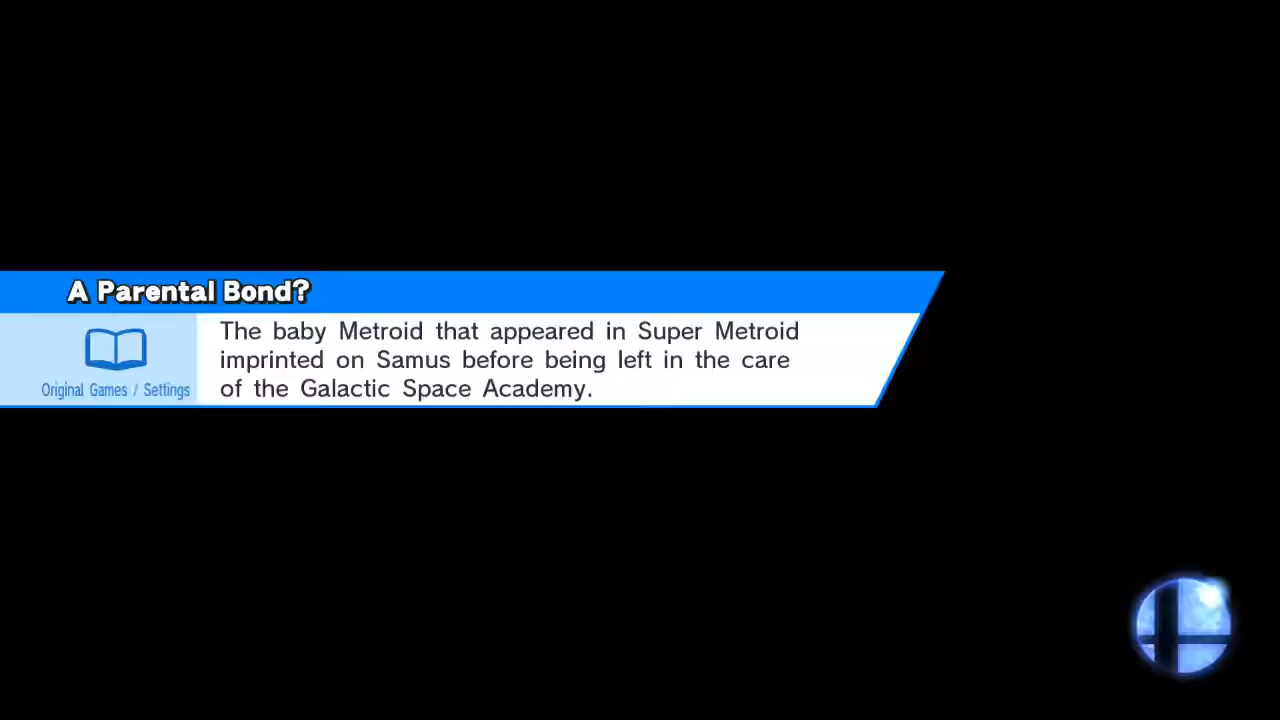 A Parental Bond?
The baby Metroid that appeared in Super Metroid
imprinted on Samus before being left in the care
of the Galactic Space Academy.
Original Games / Settings